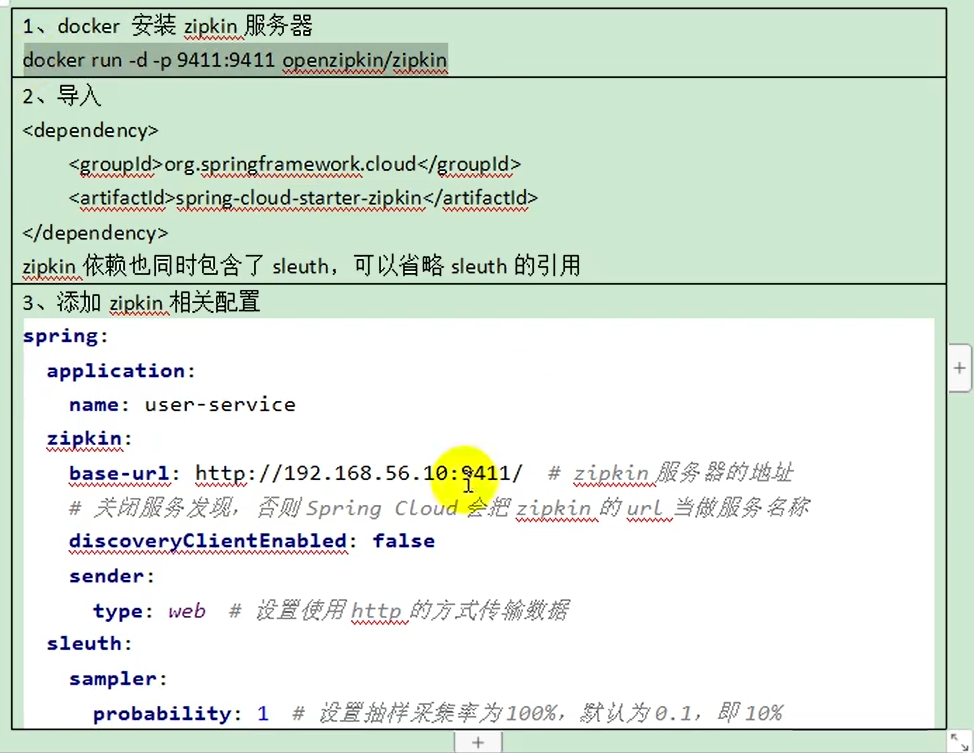 1、docker 安装 zipkin 服务器
docker run -d -p 9411:9411 openzipkin/zipkin
2、导入
<dependency>
<groupId>org.springframework.cloud</groupId>
<artifactId>spring-cloud-starter-zipkin</artifactId>
</dependency>
zipkin 依赖也同时包含了 sleuth，可以省略 sleuth 的引用
3、添加 zipkin 相关配置
spring:
application:
name: user-service
zipkin:
base-url: http://192.168.56.10:9411/ # zipkin 服务器的地址
# 关闭服务发现，否则 Spring Cloud 会把 zipkin 的 url 当做服务名称
discoveryClientEnabled: false
sender:
type: web # 设置使用 http 的方式传输数据
sleuth:
sampler:
probability: 1 # 设置抽样采集率为 100%，默认为 0.1，即 10%